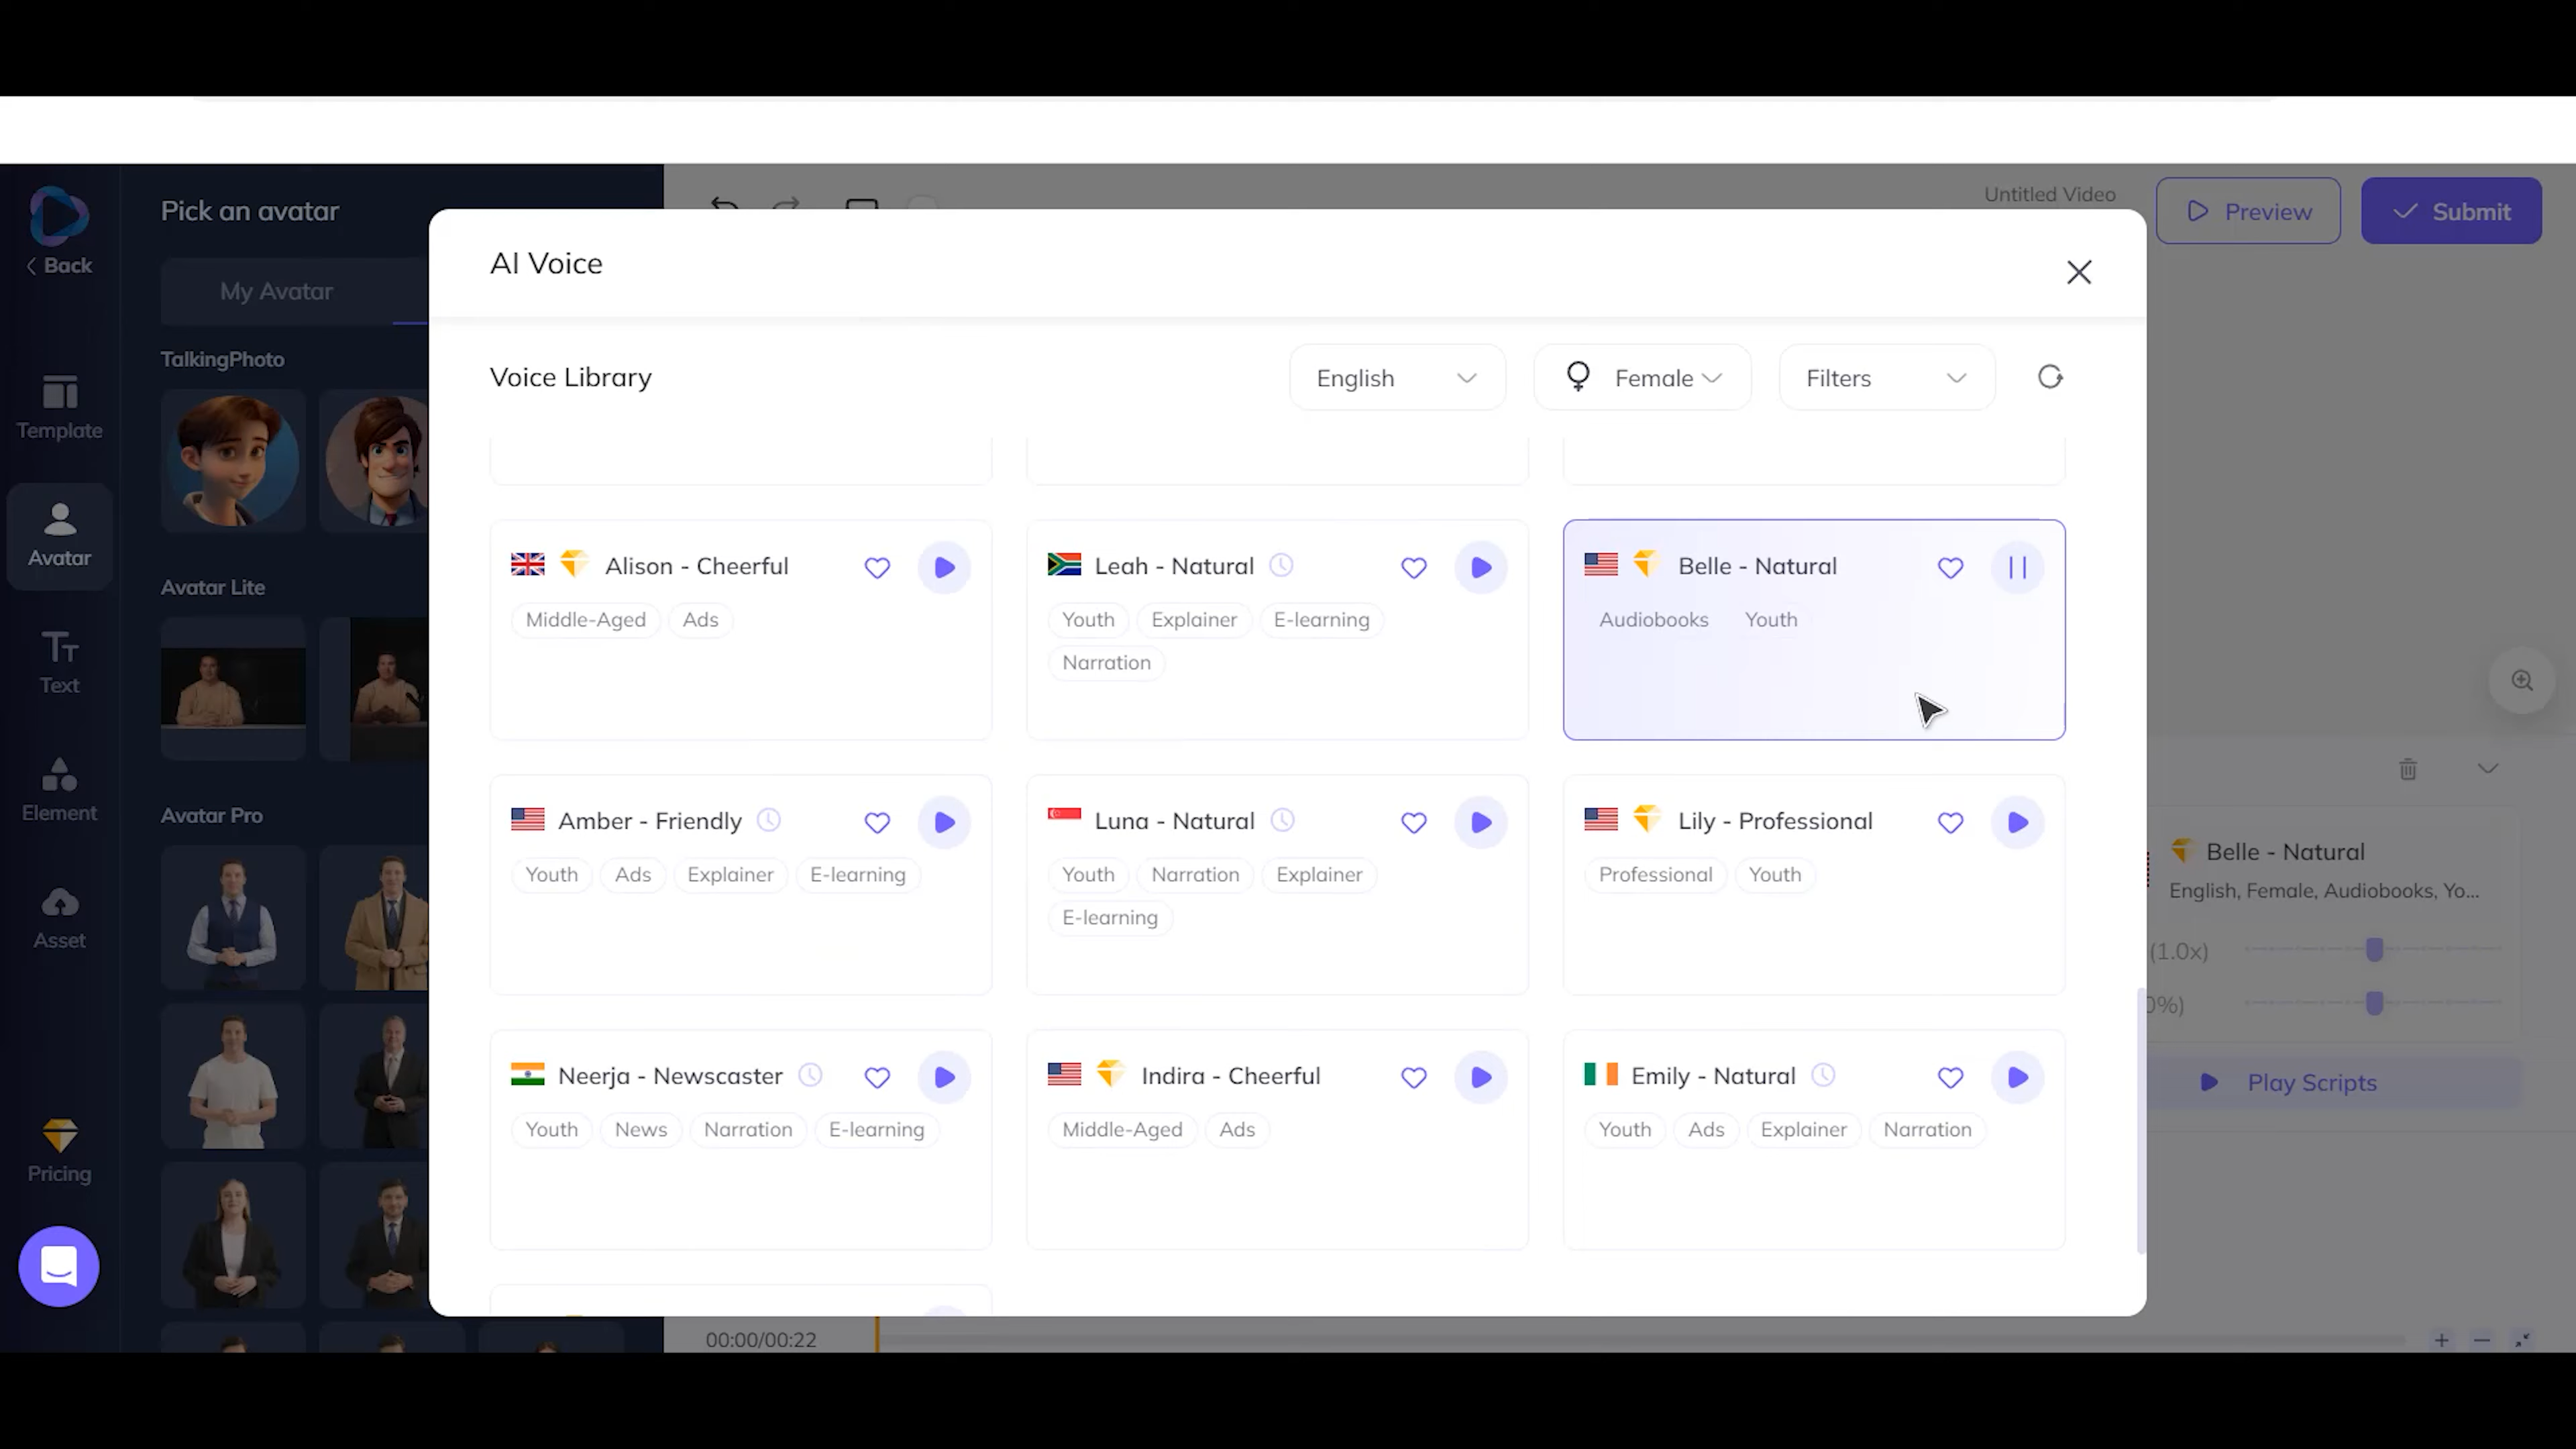 Untitled Video
Pick an avatar
Preview
Submit
Back
AI Voice
My Avatar
TalkingPhoto
Voice Library
English
Female
Filters
Template
Alison - Cheerful
Leah - Natural
Belle - Natural
Avatar
Middle-Aged
Ads
Youth
Explainer
E-learning
Audiobooks
Youth
Avatar Lite
Narration
Text
Amber - Friendly
Luna - Natural
Lily - Professional
Element
Avatar Pro
Belle - Natural
Youth
Ads
Explainer
E-learning
Youth
Narration
Explainer
Professional
Youth
English, Female, Audiobooks, Yo...
E-learning
Asset
(1.0x)
0%)
Neerja - Newscaster
Indira - Cheerful
Emily - Natural
Play Scripts
Youth
News
Narration
E-learning
Middle-Aged
Ads
Youth
Ads
Explainer
Narration
Pricing
00:00/00:22